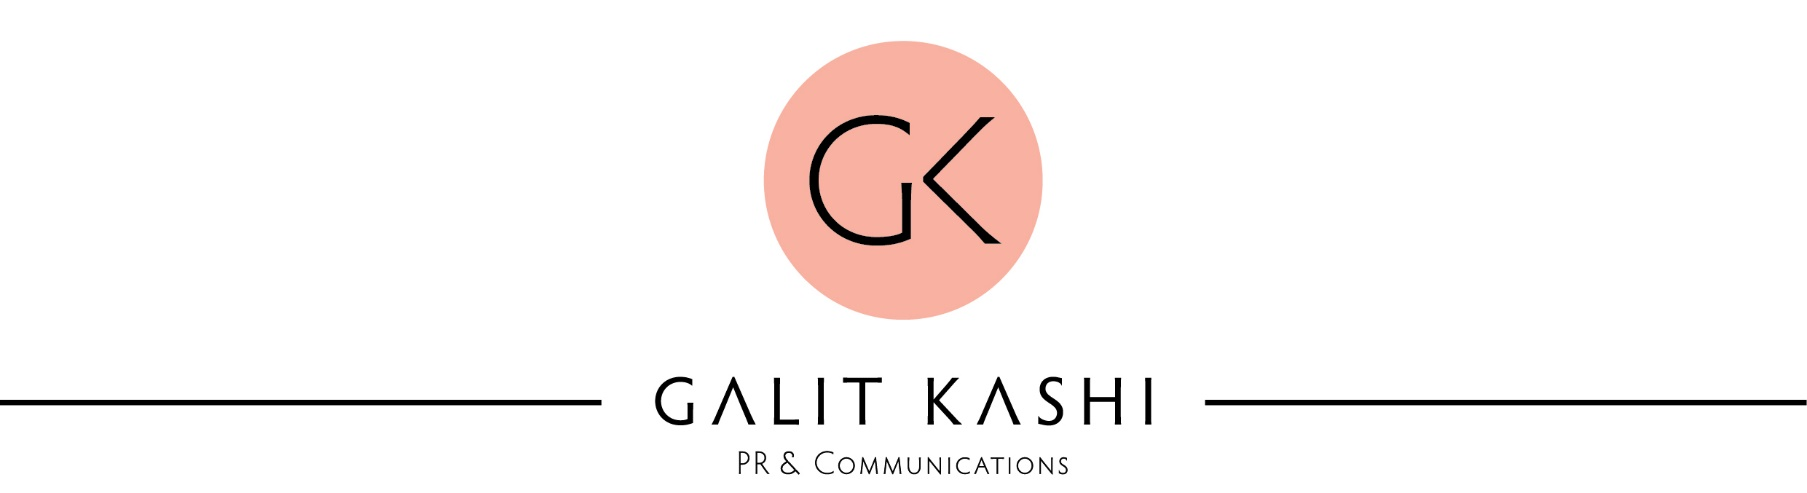 GK
GALIT KASHI
PR & COMMUNICATIONS